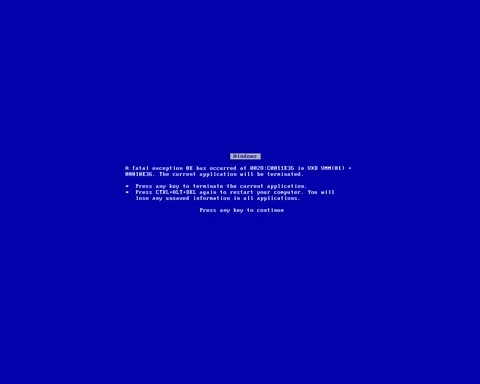 Windows
A fatal exception 0E has occurred at 0028:C0011E36 in VXD VMM(01) +
00010E36. The current application will be terminated.
* Press any key to terminate the current application.
* Press CTRL+ALT+DEL again to restart your computer. You will
lose any unsaved information in all applications.
Press any key to continue